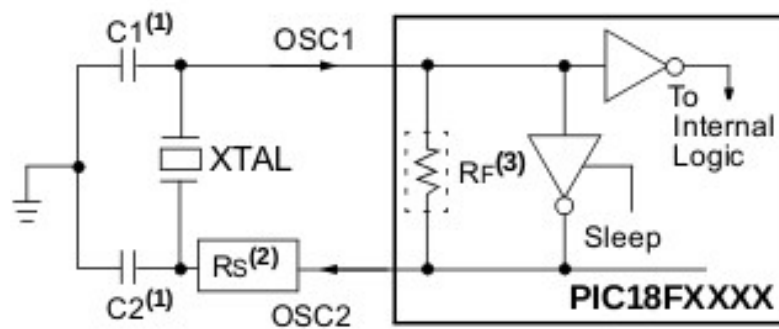 C1(1)
OSC1
To
Internal
Logic
XTAL
RF(3)
Sleep
RS(2)
C2(1)
OSC2
PIC18FXXXX